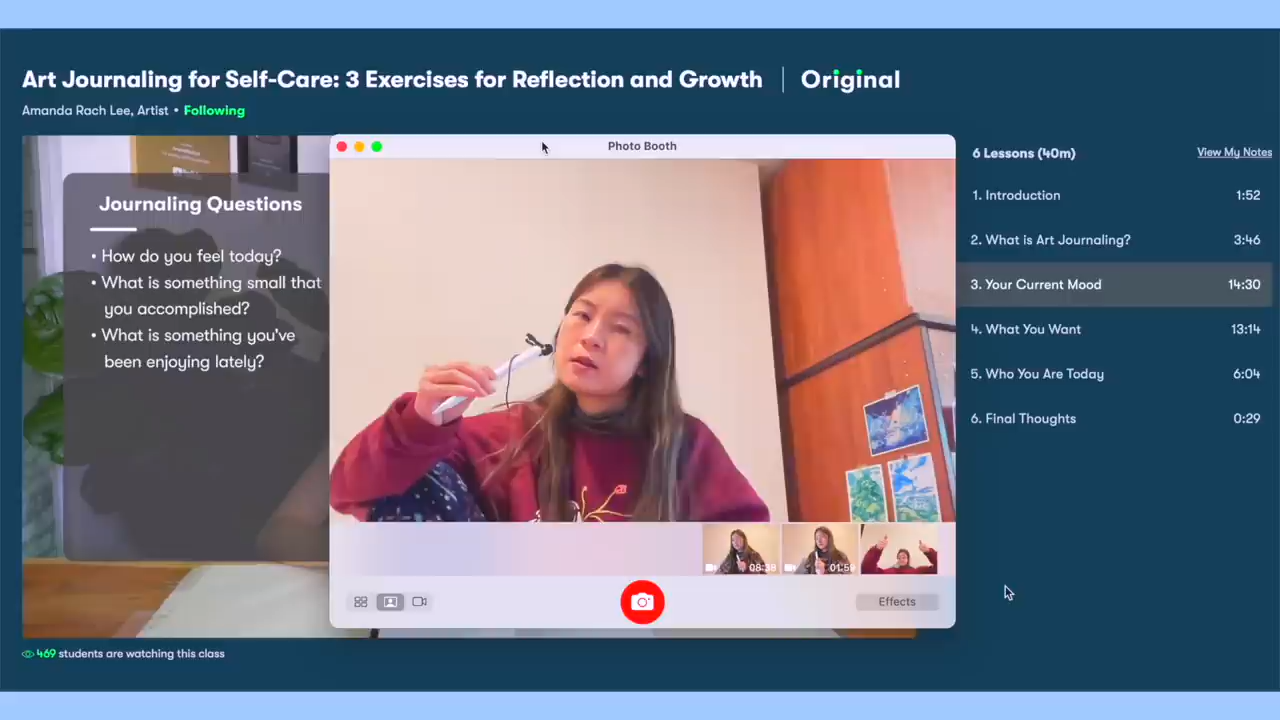 Art Journaling for Self-Care: 3 Exercises for Reflection and Growth | Original
Amanda Rach Lee, Artist • Following
Photo Booth
Journaling Questions
• How do you feel today?
• What is something small that
you accomplished?
• What is something you've
been enjoying lately?
08:38
01:59
Effects
6 Lessons (40m)
View My Notes
1. Introduction 1:52
2. What is Art Journaling? 3:46
3. Your Current Mood 14:30
4. What You Want 13:14
5. Who You Are Today 6:04
6. Final Thoughts 0:29
469 students are watching this class